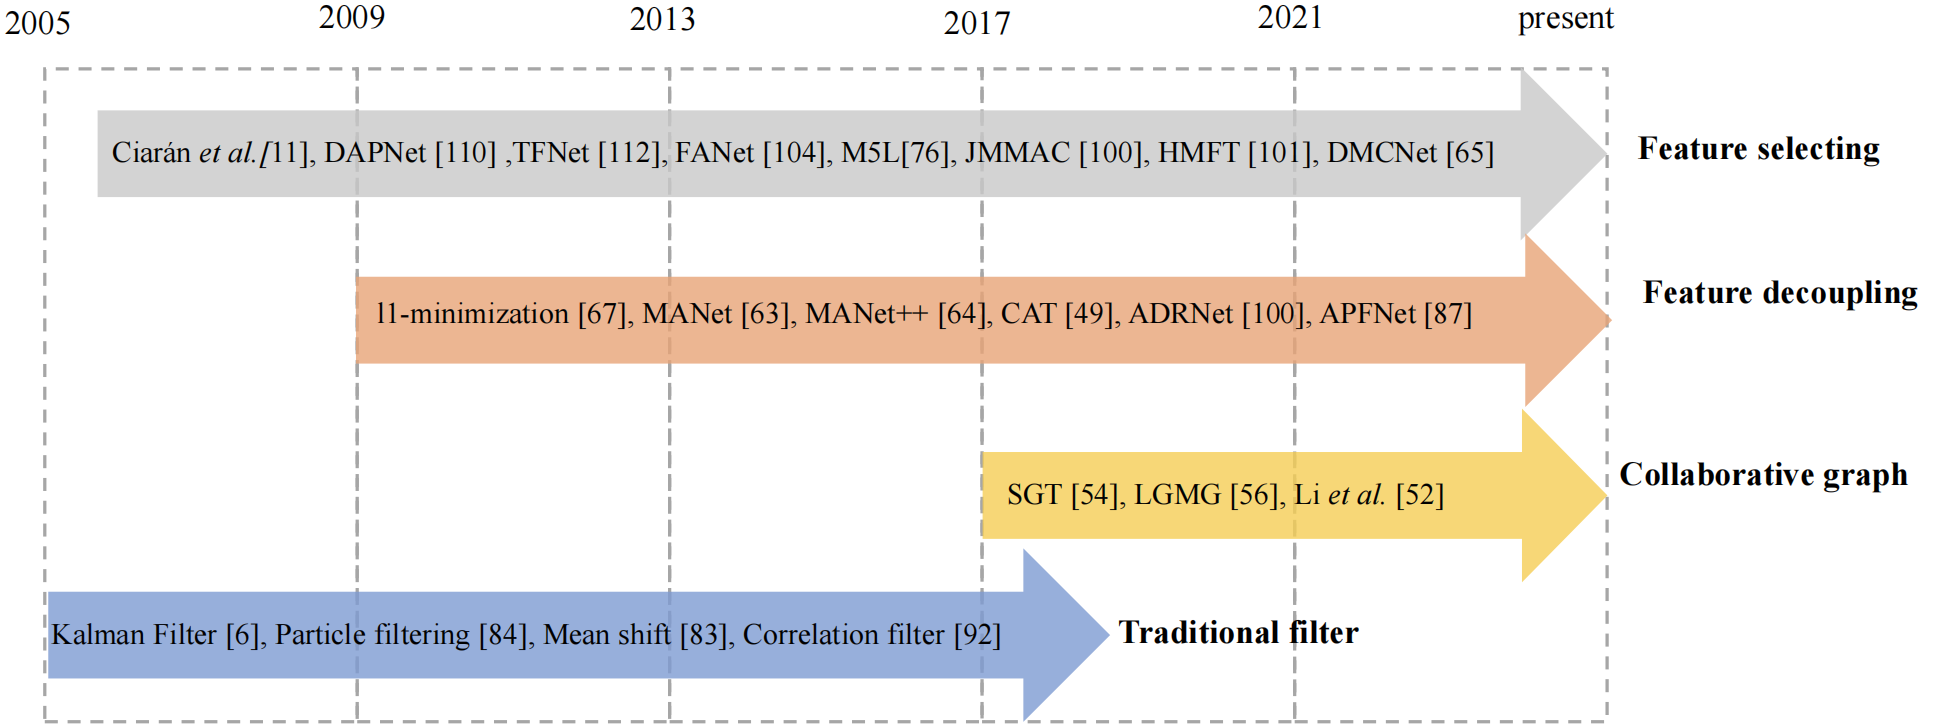 2005 2009 2013 2017 2021 present
Ciarán et al.[11], DAPNet [110] ,TFNet [112], FANet [104], M5L[76], JMMAC [100], HMFT [101], DMCNet [65]
Feature selecting
l1-minimization [67], MANet [63], MANet++ [64], CAT [49], ADRNet [100], APFNet [87]
Feature decoupling
SGT [54], LGMG [56], Li et al. [52]
Collaborative graph
Kalman Filter [6], Particle filtering [84], Mean shift [83], Correlation filter [92]
Traditional filter